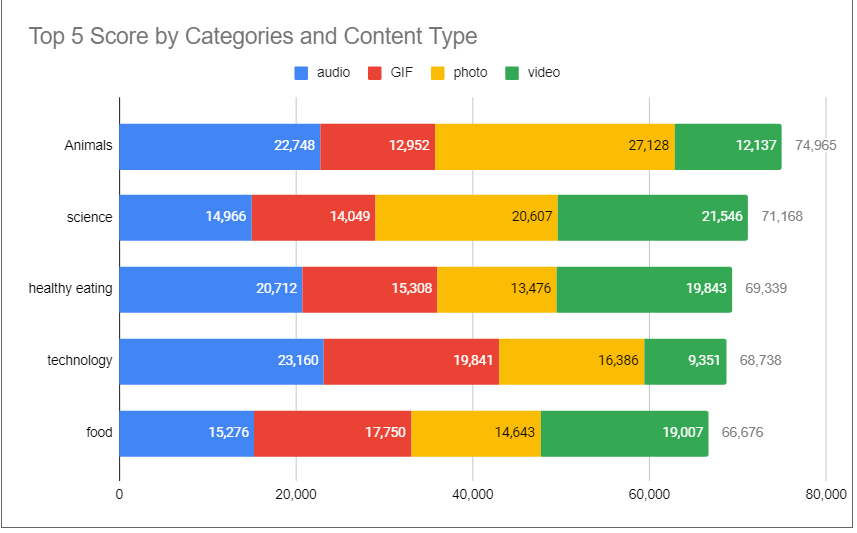 Top 5 Score by Categories and Content Type
audio GIF photo video
Animals 22,748 12,952 27,128 12,137 74,965
science 14,966 14,049 20,607 21,546 71,168
healthy eating 20,712 15,308 13,476 19,843 69,339
technology 23,160 19,841 16,386 9,351 68,738
food 15,276 17,750 14,643 19,007 66,676
0 20,000 40,000 60,000 80,000